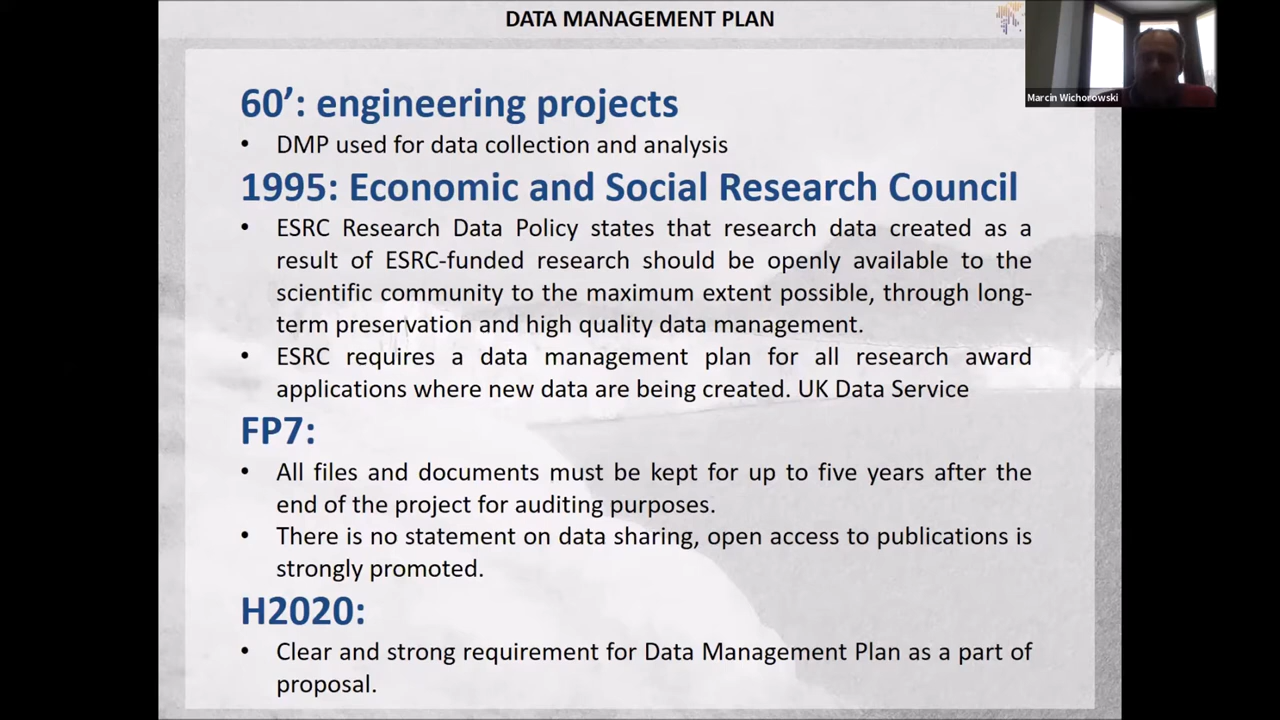 DATA MANAGEMENT PLAN
Marcin Wichorowski
60’: engineering projects
• DMP used for data collection and analysis
1995: Economic and Social Research Council
• ESRC Research Data Policy states that research data created as a
result of ESRC-funded research should be openly available to the
scientific community to the maximum extent possible, through long-
term preservation and high quality data management.
• ESRC requires a data management plan for all research award
applications where new data are being created. UK Data Service
FP7:
• All files and documents must be kept for up to five years after the
end of the project for auditing purposes.
• There is no statement on data sharing, open access to publications is
strongly promoted.
H2020:
• Clear and strong requirement for Data Management Plan as a part of
proposal.